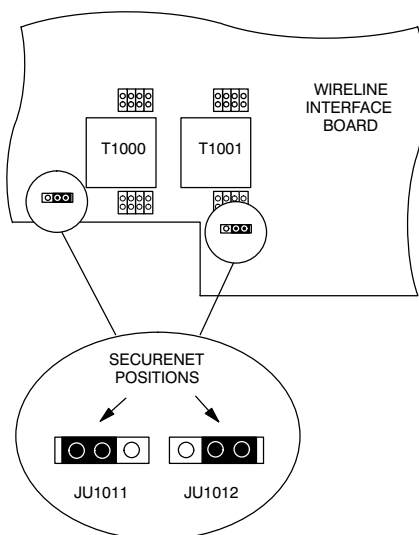 WIRELINE
INTERFACE
BOARD
T1000
T1001
SECURENET
POSITIONS
JU1011
JU1012